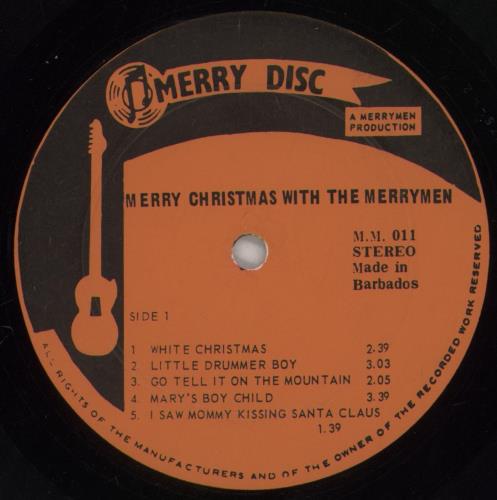 MERRY DISC
A MERRYMEN
PRODUCTION
MERRY CHRISTMAS WITH THE MERRYMEN
M.M. 011
STEREO
Made in
Barbados
SIDE 1
1 WHITE CHRISTMAS 2.39
2. LITTLE DRUMMER BOY 3.03
3. GO TELL IT ON THE MOUNTAIN 2.05
4. MARY'S BOY CHILD 3.39
5. I SAW MOMMY KISSING SANTA CLAUS
1.39
ALL RIGHTS OF THE MANUFACTURERS AND OF THE OWNER OF THE RECORDED WORK RESERVED